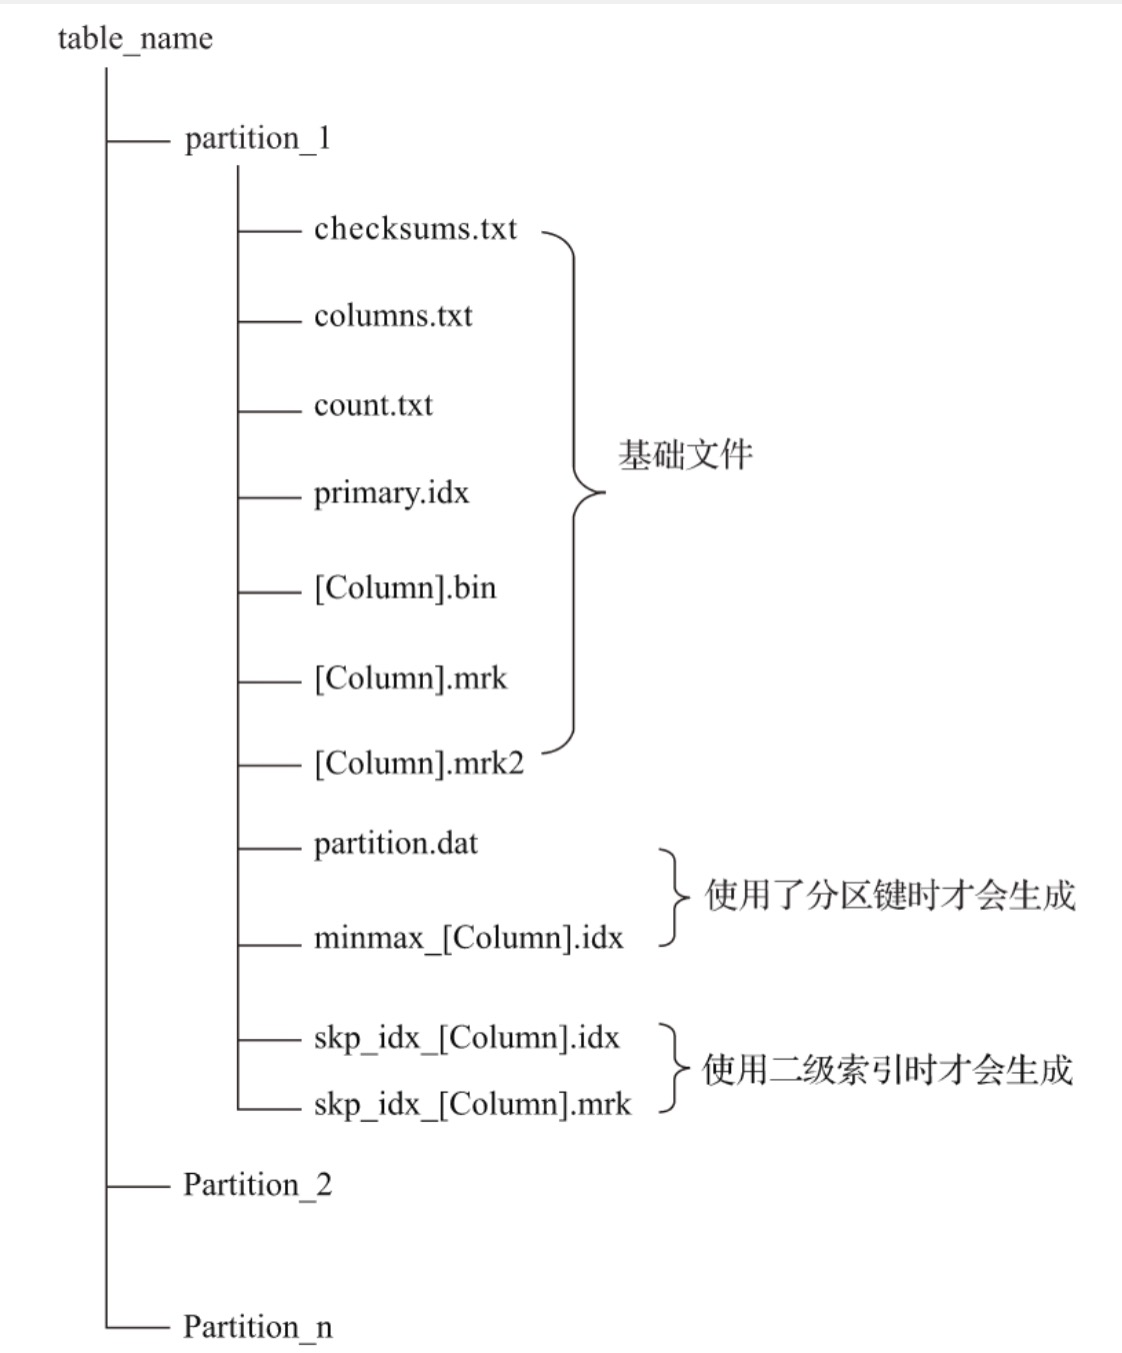 table_name
partition_1
checksums.txt
columns.txt
count.txt
基础文件
primary.idx
[Column].bin
[Column].mrk
[Column].mrk2
partition.dat
使用了分区键时才会生成
minmax_[Column].idx
skp_idx_[Column].idx
使用二级索引时才会生成
skp_idx_[Column].mrk
Partition_2
Partition_n